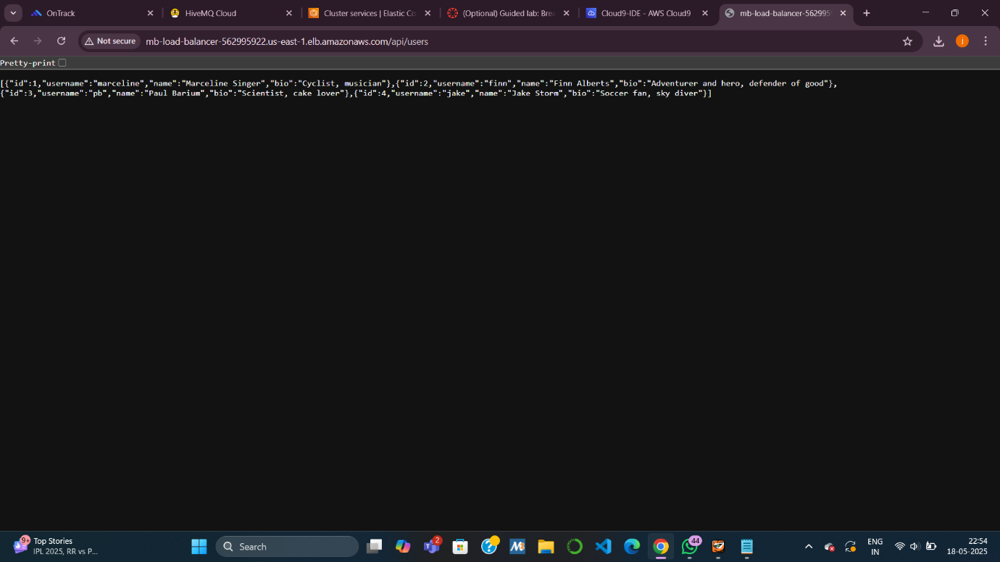 OnTrack
HiveMQ Cloud
Cluster services | Elastic Co
(Optional) Guided lab: Brea
Cloud9-IDE - AWS Cloud9
mb-load-balancer-562995
Not secure
mb-load-balancer-562995922.us-east-1.elb.amazonaws.com/api/users
j
Pretty-print
[{"id":1,"username":"marceline","name":"Marceline Singer","bio":"Cyclist, musician"},{"id":2,"username":"finn","name":"Finn Alberts","bio":"Adventurer and hero, defender of good"},
{"id":3,"username":"pb","name":"Paul Barium","bio":"Scientist, cake lover"},{"id":4,"username":"jake","name":"Jake Storm","bio":"Soccer fan, sky diver"}]
9+
Top Stories
IPL 2025, RR vs P...
Search
2
44
ENG
IN
22:54
18-05-2025